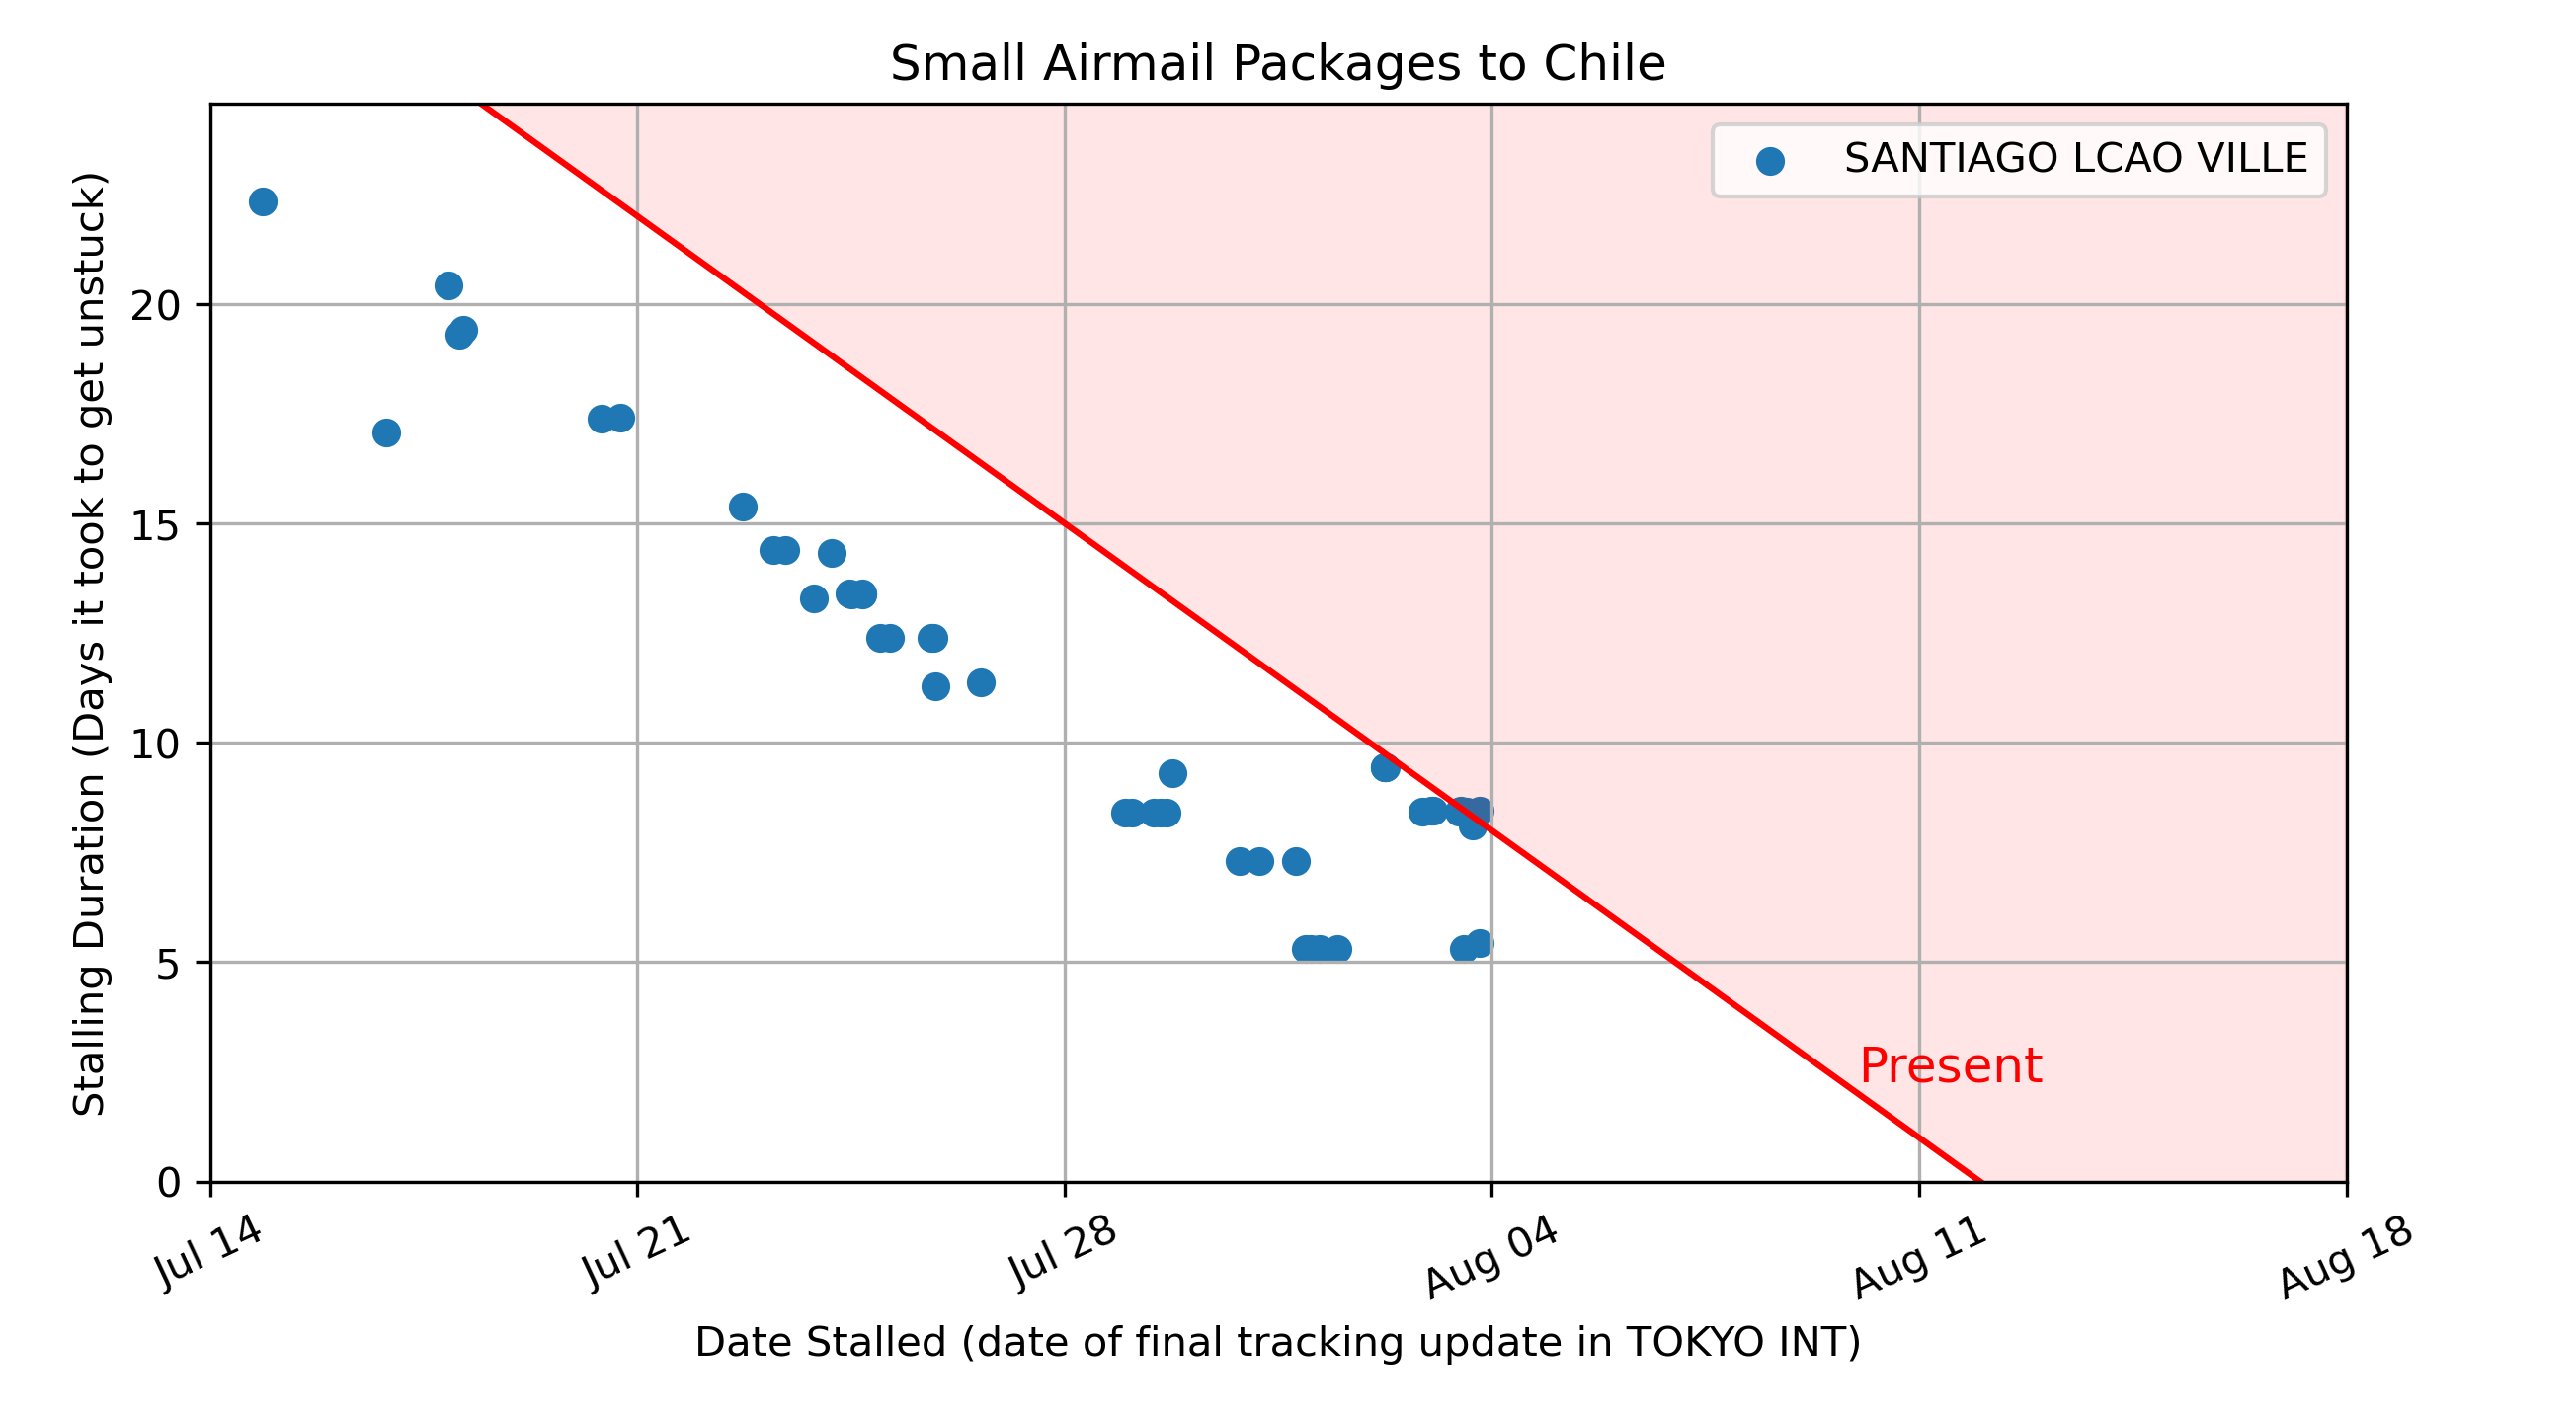 Small Airmail Packages to Chile
SANTIAGO LCAO VILLE
Stalling Duration (Days it took to get unstuck)
20
15
10
5
0
Present
Jul 14
Jul 21
Jul 28
Aug 04
Aug 11
Aug 18
Date Stalled (date of final tracking update in TOKYO INT)